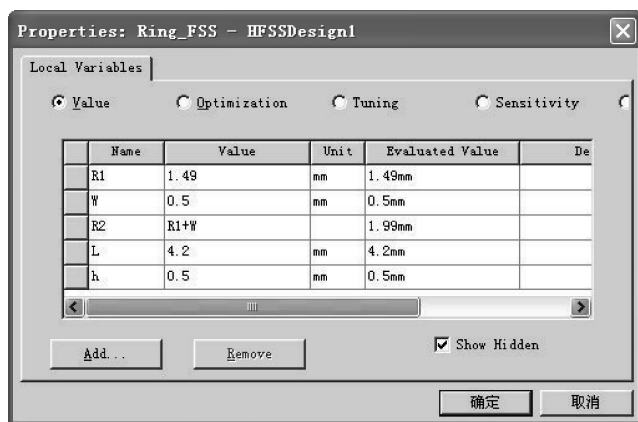 Properties: Ring_FSS - HFSSDesign1
Local Variables
Value Optimization Tuning Sensitivity
Name Value Unit Evaluated Value De
R1 1.49 mm 1.49mm
W 0.5 mm 0.5mm
R2 R1+W 1.99mm
L 4.2 mm 4.2mm
h 0.5 mm 0.5mm
Add... Remove Show Hidden
确定 取消